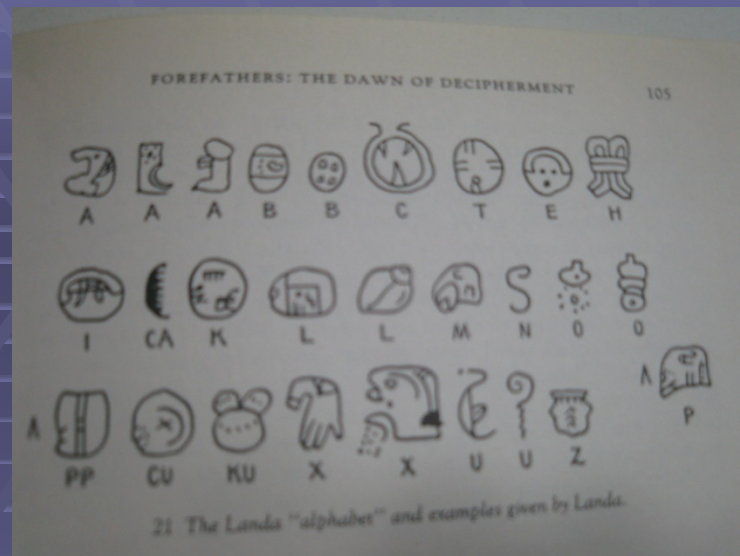 FOREFATHERS: THE DAWN OF DECIPHERMENT 105
A A A B B C T E H
I CA K L L M N O O
P
PP CU KU X X U U Z
21 The Landa "alphabet" and examples given by Landa.